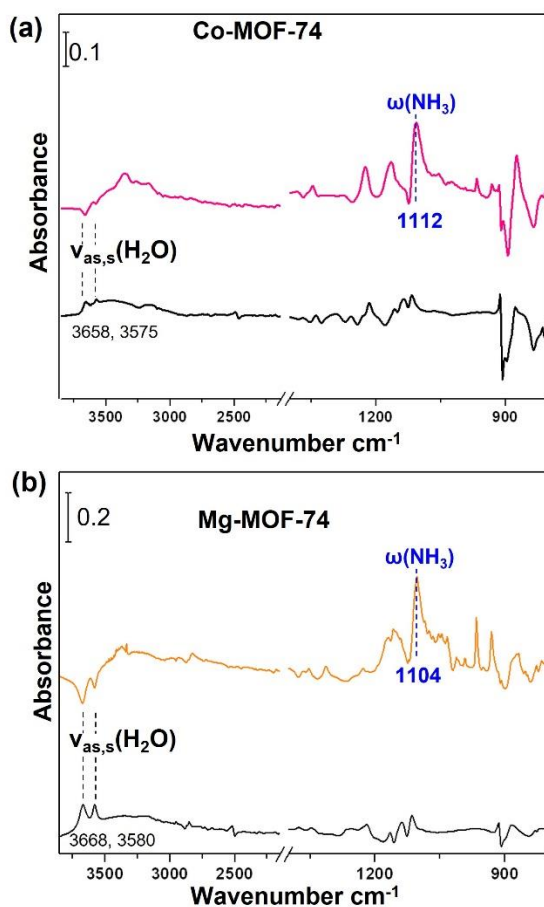 (a)
Co-MOF-74
0.1
ω(NH₃)
1112
νas,s(H₂O)
3658, 3575
Absorbance
3500 3000 2500 // 1200 900
Wavenumber cm⁻¹
(b)
Mg-MOF-74
0.2
ω(NH₃)
1104
νas,s(H₂O)
3668, 3580
Absorbance
3500 3000 2500 // 1200 900
Wavenumber cm⁻¹